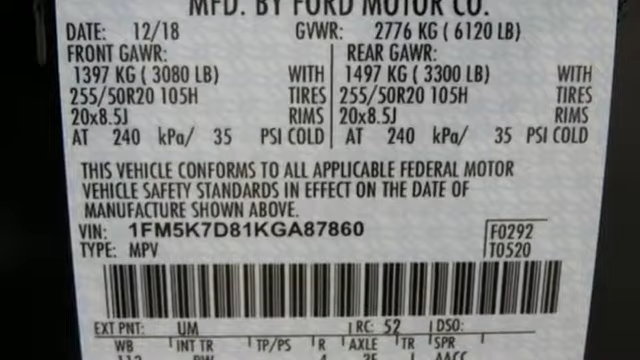 MFD. BY FORD MOTOR CO.
DATE: 12/18 GVWR: 2776 KG ( 6120 LB)
FRONT GAWR: REAR GAWR:
1397 KG ( 3080 LB) WITH 1497 KG ( 3300 LB) WITH
255/50R20 105H TIRES 255/50R20 105H TIRES
20x8.5J RIMS 20x8.5J RIMS
AT 240 kPa/ 35 PSI COLD AT 240 kPa/ 35 PSI COLD
THIS VEHICLE CONFORMS TO ALL APPLICABLE FEDERAL MOTOR
VEHICLE SAFETY STANDARDS IN EFFECT ON THE DATE OF
MANUFACTURE SHOWN ABOVE.
VIN: 1FM5K7D81KGA87860 F0292
TYPE: MPV T0520
EXT PNT: UM RC: 52 DSO:
WB INT TR TP/PS R AXLE TR SPR